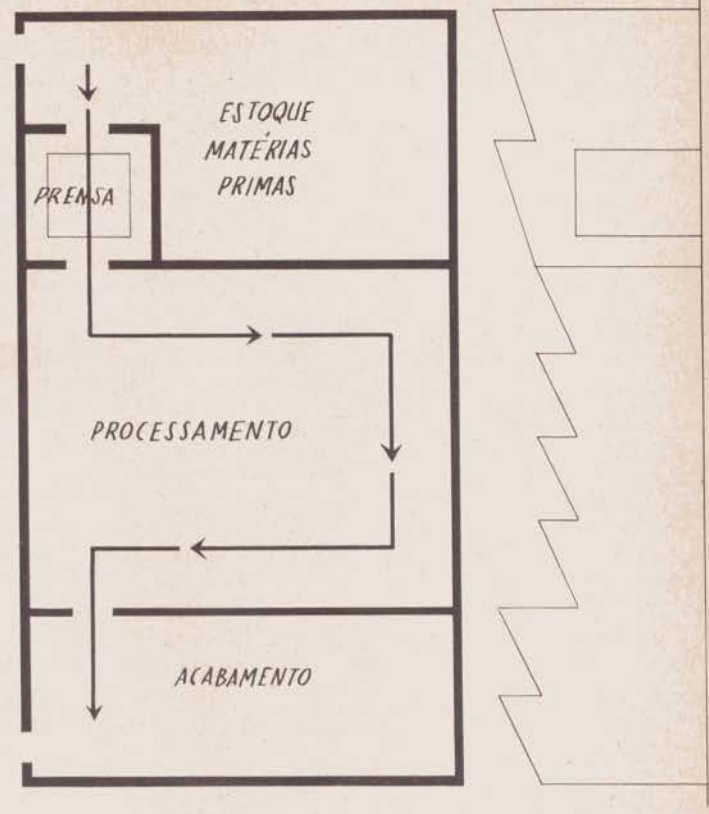 ESTOQUE
MATÉRIAS
PRIMAS
PRENSA
PROCESSAMENTO
ACABAMENTO